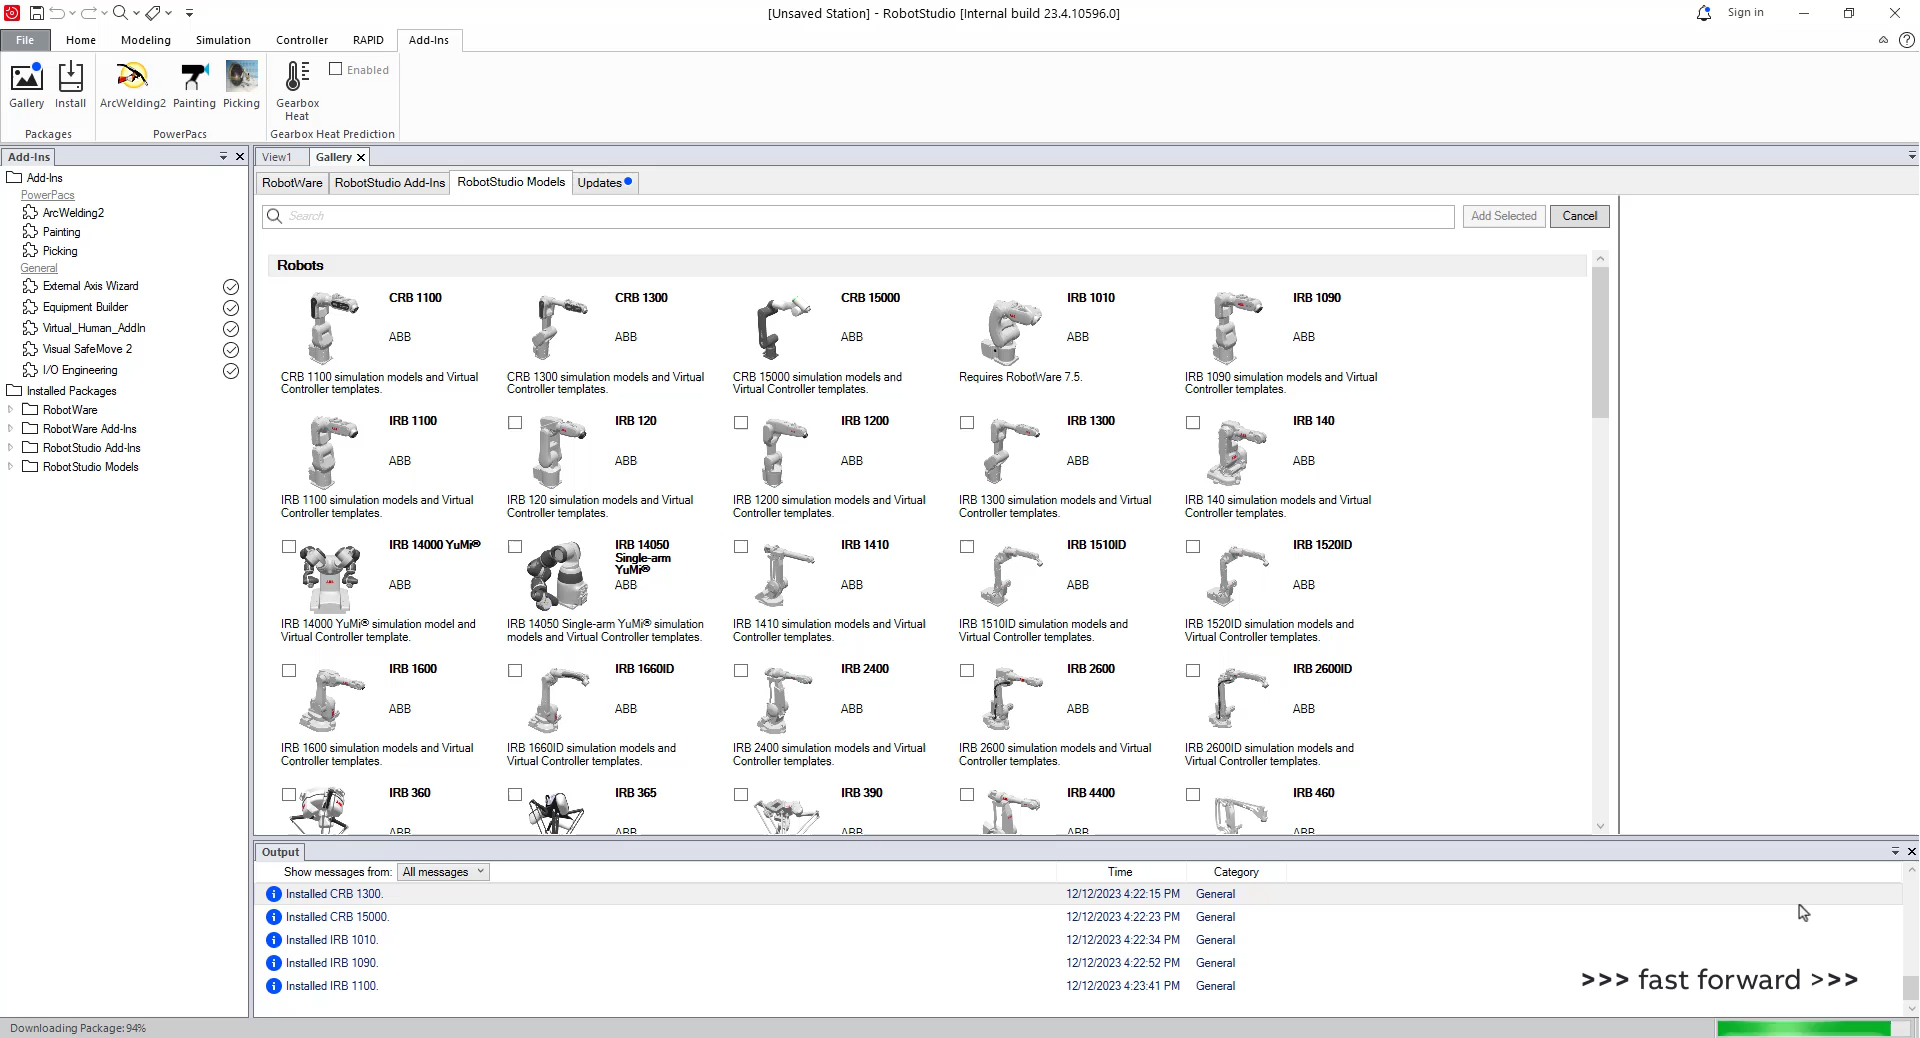 [Unsaved Station] - RobotStudio [Internal build 23.4.10596.0]
Sign in
File
Home
Modeling
Simulation
Controller
RAPID
Add-Ins
Gallery
Install
ArcWelding2
Painting
Picking
Gearbox
Heat
Enabled
Packages
PowerPacs
Gearbox Heat Prediction
Add-Ins
View1
Gallery
Add-Ins
PowerPacs
ArcWelding2
Painting
Picking
General
External Axis Wizard
Equipment Builder
Virtual_Human_AddIn
Visual SafeMove 2
I/O Engineering
Installed Packages
RobotWare
RobotWare Add-Ins
RobotStudio Add-Ins
RobotStudio Models
RobotWare
RobotStudio Add-Ins
RobotStudio Models
Updates
Search
Add Selected
Cancel
Robots
CRB 1100
ABB
CRB 1100 simulation models and Virtual
Controller templates.
CRB 1300
ABB
CRB 1300 simulation models and Virtual
Controller templates.
CRB 15000
ABB
CRB 15000 simulation models and
Virtual Controller templates.
IRB 1010
ABB
Requires RobotWare 7.5.
IRB 1090
ABB
IRB 1090 simulation models and Virtual
Controller templates.
IRB 1100
ABB
IRB 1100 simulation models and Virtual
Controller templates.
IRB 120
ABB
IRB 120 simulation models and Virtual
Controller templates.
IRB 1200
ABB
IRB 1200 simulation models and Virtual
Controller templates.
IRB 1300
ABB
IRB 1300 simulation models and Virtual
Controller templates.
IRB 140
ABB
IRB 140 simulation models and Virtual
Controller templates.
IRB 14000 YuMi®
ABB
IRB 14000 YuMi® simulation model and
Virtual Controller template.
IRB 14050
Single-arm
YuMi®
ABB
IRB 14050 Single-arm YuMi® simulation
models and Virtual Controller templates.
IRB 1410
ABB
IRB 1410 simulation models and Virtual
Controller templates.
IRB 1510ID
ABB
IRB 1510ID simulation models and
Virtual Controller templates.
IRB 1520ID
ABB
IRB 1520ID simulation models and
Virtual Controller templates.
IRB 1600
ABB
IRB 1600 simulation models and Virtual
Controller templates.
IRB 1660ID
ABB
IRB 1660ID simulation models and
Virtual Controller templates.
IRB 2400
ABB
IRB 2400 simulation models and Virtual
Controller templates.
IRB 2600
ABB
IRB 2600 simulation models and Virtual
Controller templates.
IRB 2600ID
ABB
IRB 2600ID simulation models and
Virtual Controller templates.
IRB 360
ABB
IRB 365
ABB
IRB 390
ABB
IRB 4400
ABB
IRB 460
ABB
Output
Show messages from: All messages
Time
Category
Installed CRB 1300. 12/12/2023 4:22:15 PM General
Installed CRB 15000. 12/12/2023 4:22:23 PM General
Installed IRB 1010. 12/12/2023 4:22:34 PM General
Installed IRB 1090. 12/12/2023 4:22:52 PM General
Installed IRB 1100. 12/12/2023 4:23:41 PM General
>>> fast forward >>>
Downloading Package: 94%